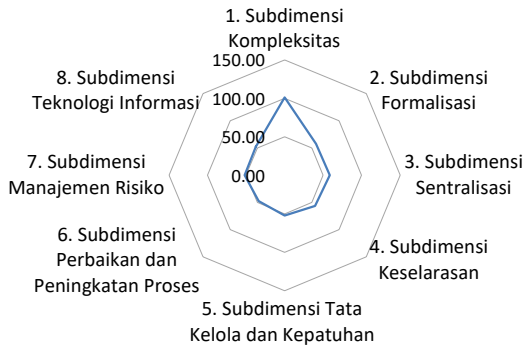 1. Subdimensi
Kompleksitas
2. Subdimensi
Formalisasi
3. Subdimensi
Sentralisasi
4. Subdimensi
Keselarasan
5. Subdimensi Tata
Kelola dan Kepatuhan
6. Subdimensi
Perbaikan dan
Peningkatan Proses
7. Subdimensi
Manajemen Risiko
8. Subdimensi
Teknologi Informasi
150.00
100.00
50.00
0.00